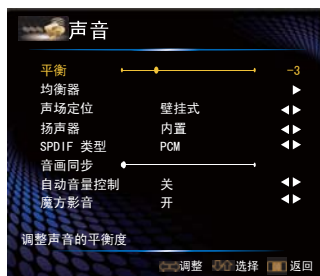 声音
平衡 -3
均衡器
声场定位 壁挂式
扬声器 内置
SPDIF 类型 PCM
音画同步
自动音量控制 关
魔方影音 开
调整声音的平衡度
调整 选择 返回